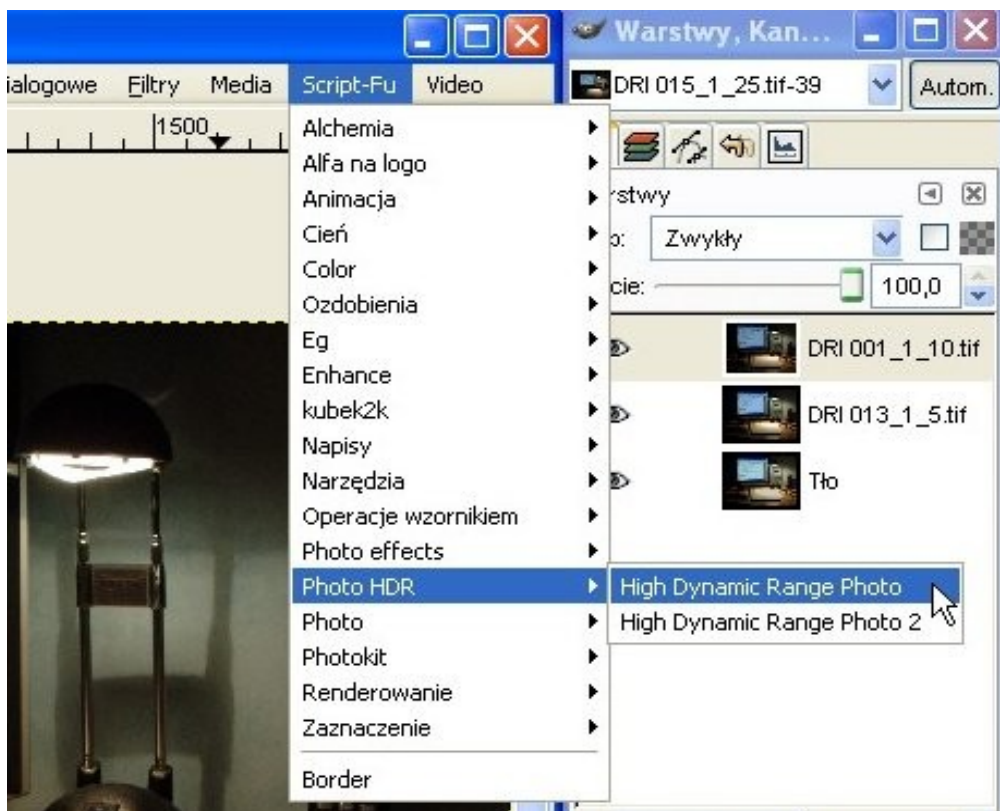 Warstwy, Kan...
ialogowe Filtry Media Script-Fu Video
DRI 015_1_25.tif-39 Autom.
1500
Alchemia
Alfa na logo
Animacja
Cień
Color
Ozdobienia
Eg
Enhance
kubek2k
Napisy
Narzędzia
Operacje wzornikiem
Photo effects
Photo HDR
Photo
Photokit
Renderowanie
Zaznaczenie
Border
High Dynamic Range Photo
High Dynamic Range Photo 2
rstwy
b: Zwykły
cie: 100,0
DRI 001_1_10.tif
DRI 013_1_5.tif
Tło